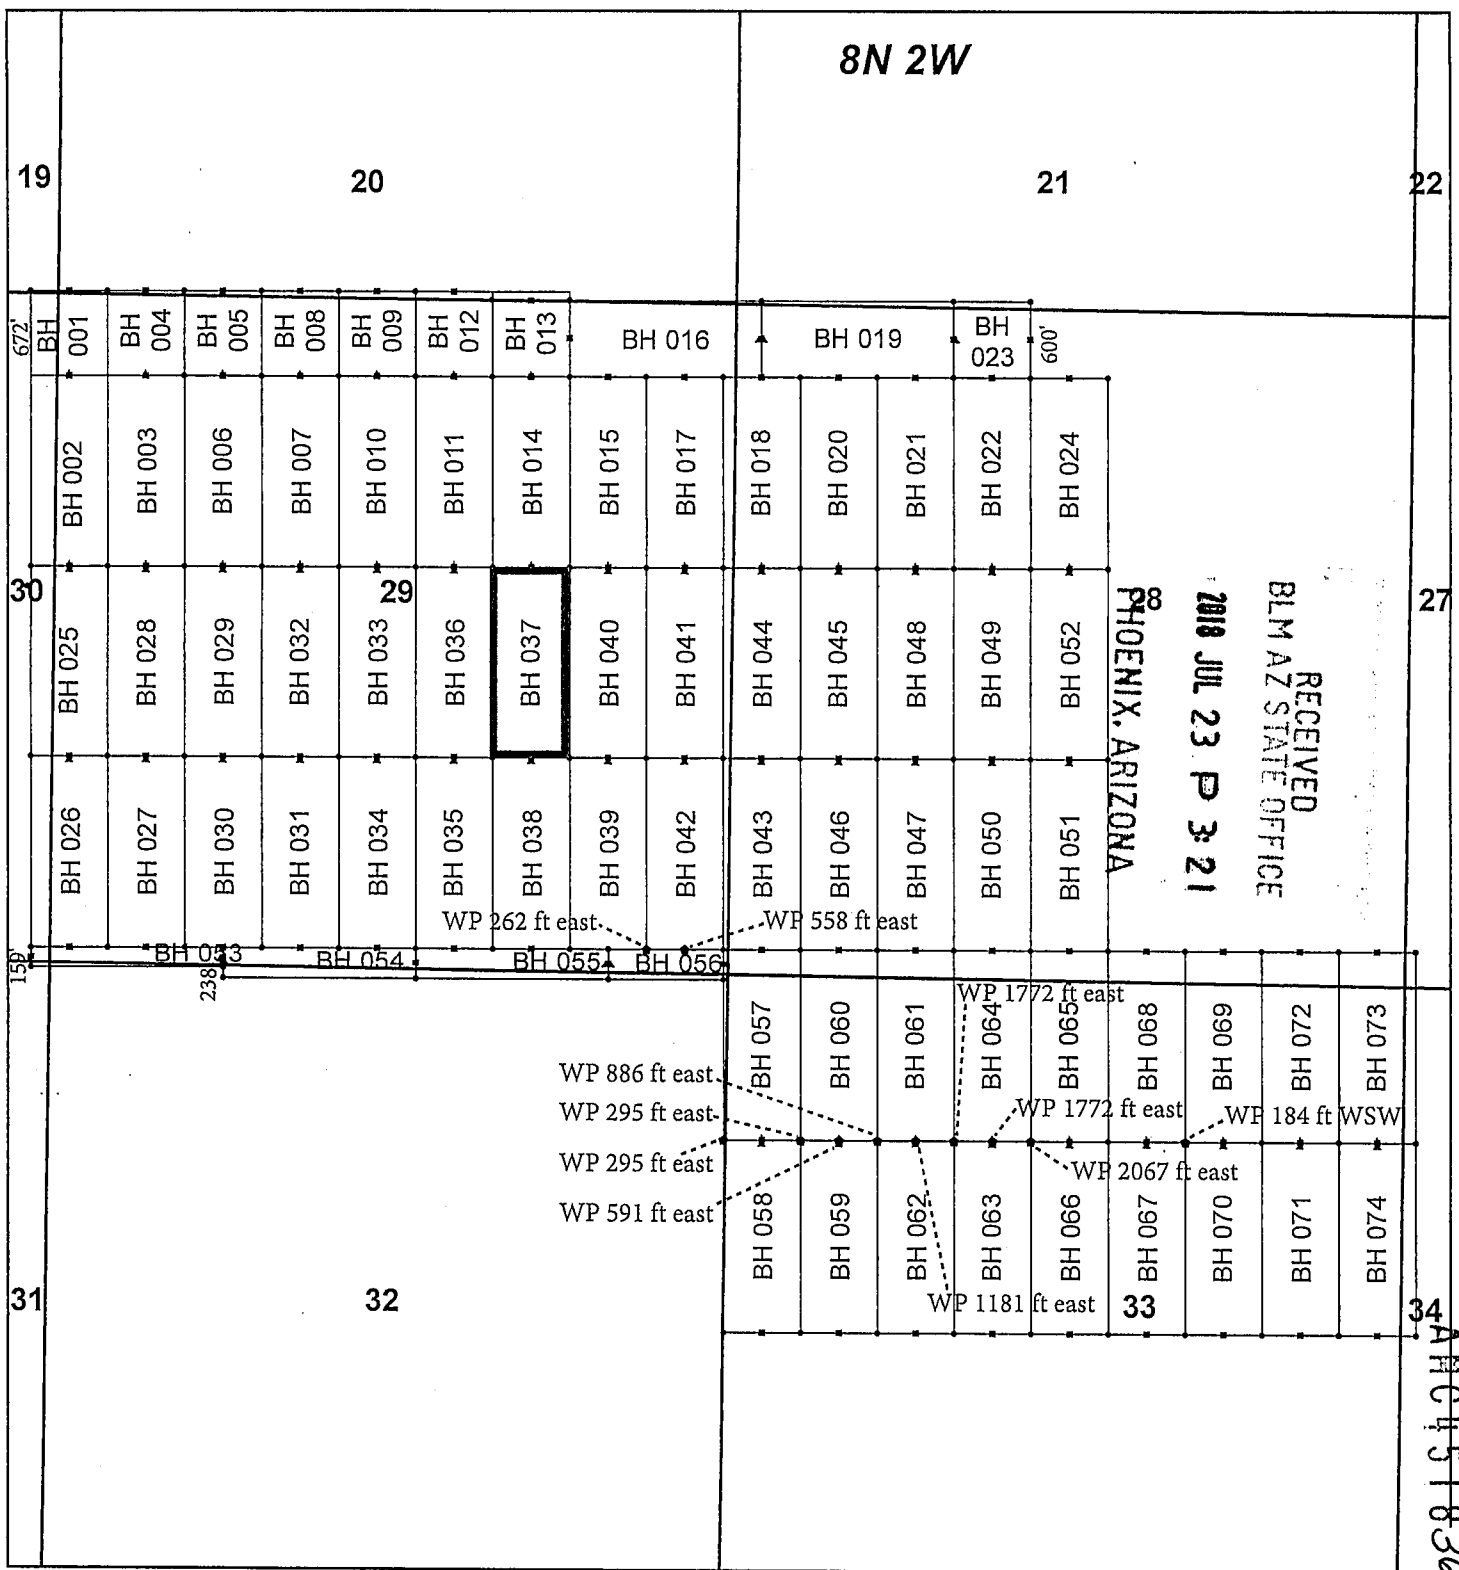 8N 2W
19
20
21
22
672'
BH 001
BH 004
BH 005
BH 008
BH 009
BH 012
BH 013
BH 016
BH 019
BH 023
600'
BH 002
BH 003
BH 006
BH 007
BH 010
BH 011
BH 014
BH 015
BH 017
BH 018
BH 020
BH 021
BH 022
BH 024
30
29
28
27
BH 025
BH 028
BH 029
BH 032
BH 033
BH 036
BH 037
BH 040
BH 041
BH 044
BH 045
BH 048
BH 049
BH 052
RECEIVED
BLM AZ STATE OFFICE
2018 JUL 23 P 3:21
PHOENIX, ARIZONA
BH 026
BH 027
BH 030
BH 031
BH 034
BH 035
BH 038
BH 039
BH 042
BH 043
BH 046
BH 047
BH 050
BH 051
WP 262 ft east
WP 558 ft east
159'
BH 053
BH 054
BH 055
BH 056
238'
WP 1772 ft east
BH 057
BH 060
BH 061
BH 064
BH 065
BH 068
BH 069
BH 072
BH 073
WP 886 ft east
WP 295 ft east
WP 1772 ft east
WP 184 ft WSW
WP 295 ft east
WP 2067 ft east
WP 591 ft east
BH 058
BH 059
BH 062
BH 063
BH 066
BH 067
BH 070
BH 071
BH 074
WP 1181 ft east
31
32
33
34